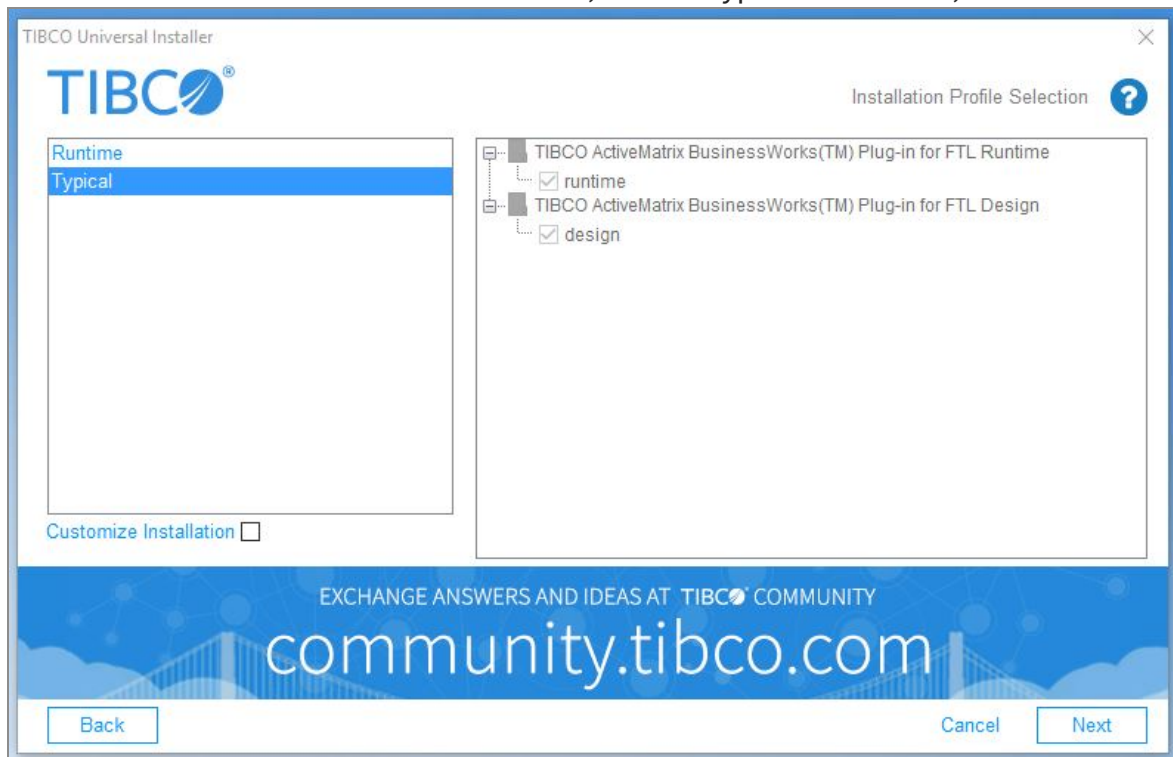 TIBCO Universal Installer
TIBCO®
Installation Profile Selection ?
Runtime
Typical
TIBCO ActiveMatrix BusinessWorks(TM) Plug-in for FTL Runtime
runtime
TIBCO ActiveMatrix BusinessWorks(TM) Plug-in for FTL Design
design
Customize Installation
EXCHANGE ANSWERS AND IDEAS AT TIBCO® COMMUNITY
community.tibco.com
Back
Cancel
Next